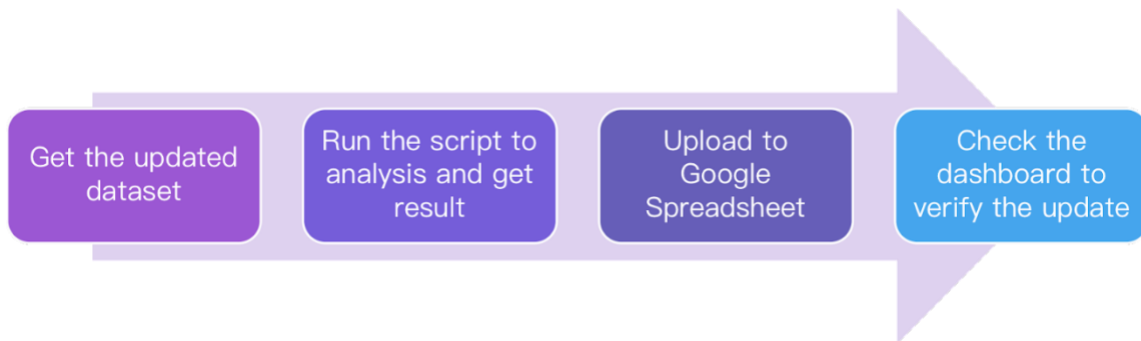 Get the updated
dataset
Run the script to
analysis and get
result
Upload to
Google
Spreadsheet
Check the
dashboard to
verify the update